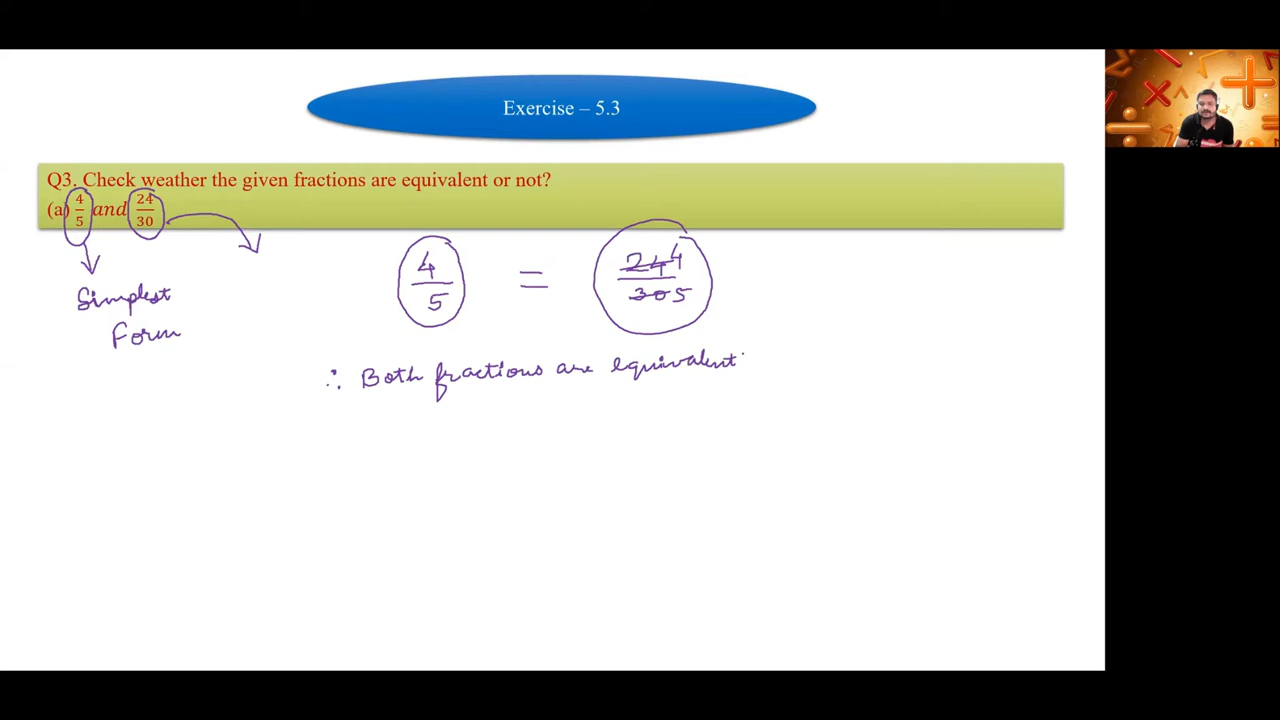 Exercise – 5.3
Q3. Check weather the given fractions are equivalent or not?
(a) 4/5 and 24/30
Simplest
Form
4/5 = 24 4/30 5
∴ Both fractions are equivalent.